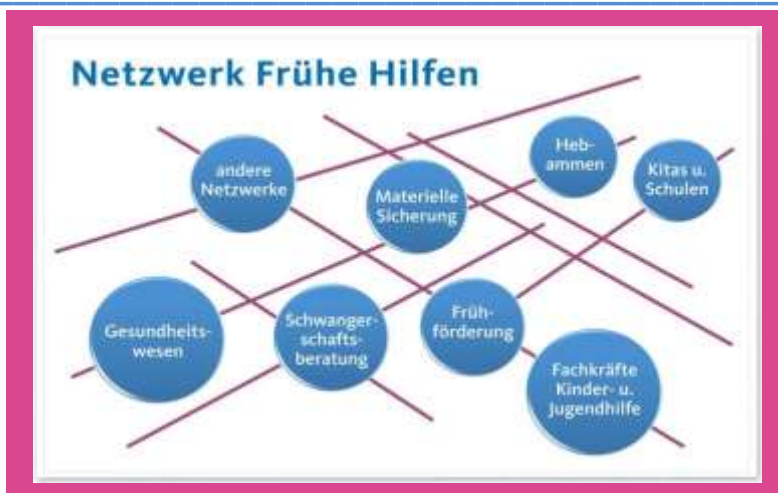 Netzwerk Frühe Hilfen
andere
Netzwerke
Materielle
Sicherung
Heb-
ammen
Kitas u.
Schulen
Gesundheits-
wesen
Schwanger-
schafts-
beratung
Früh-
förderung
Fachkräfte
Kinder- u.
Jugendhilfe